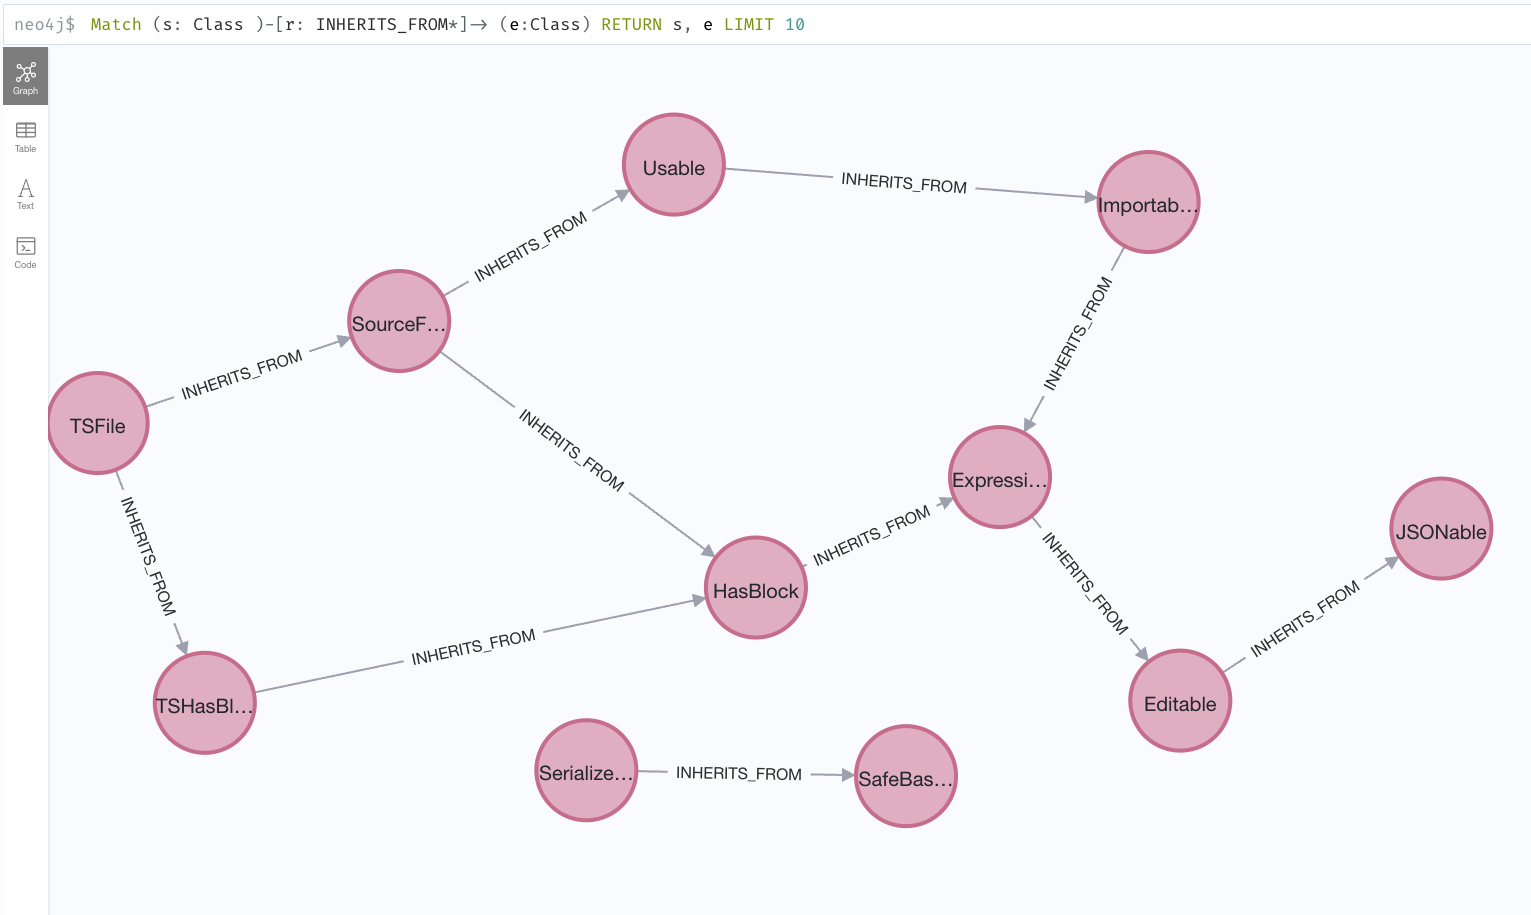 neo4j$ Match (s: Class )-[r: INHERITS_FROM*]→ (e:Class) RETURN s, e LIMIT 10
Graph
Table
Text
Code
Usable
INHERITS_FROM
Importab…
INHERITS_FROM
SourceF…
INHERITS_FROM
INHERITS_FROM
TSFile
INHERITS_FROM
Expressi…
INHERITS_FROM
INHERITS_FROM
JSONable
INHERITS_FROM
HasBlock
INHERITS_FROM
INHERITS_FROM
TSHasBl…
Editable
Serialize…
INHERITS_FROM
SafeBas…